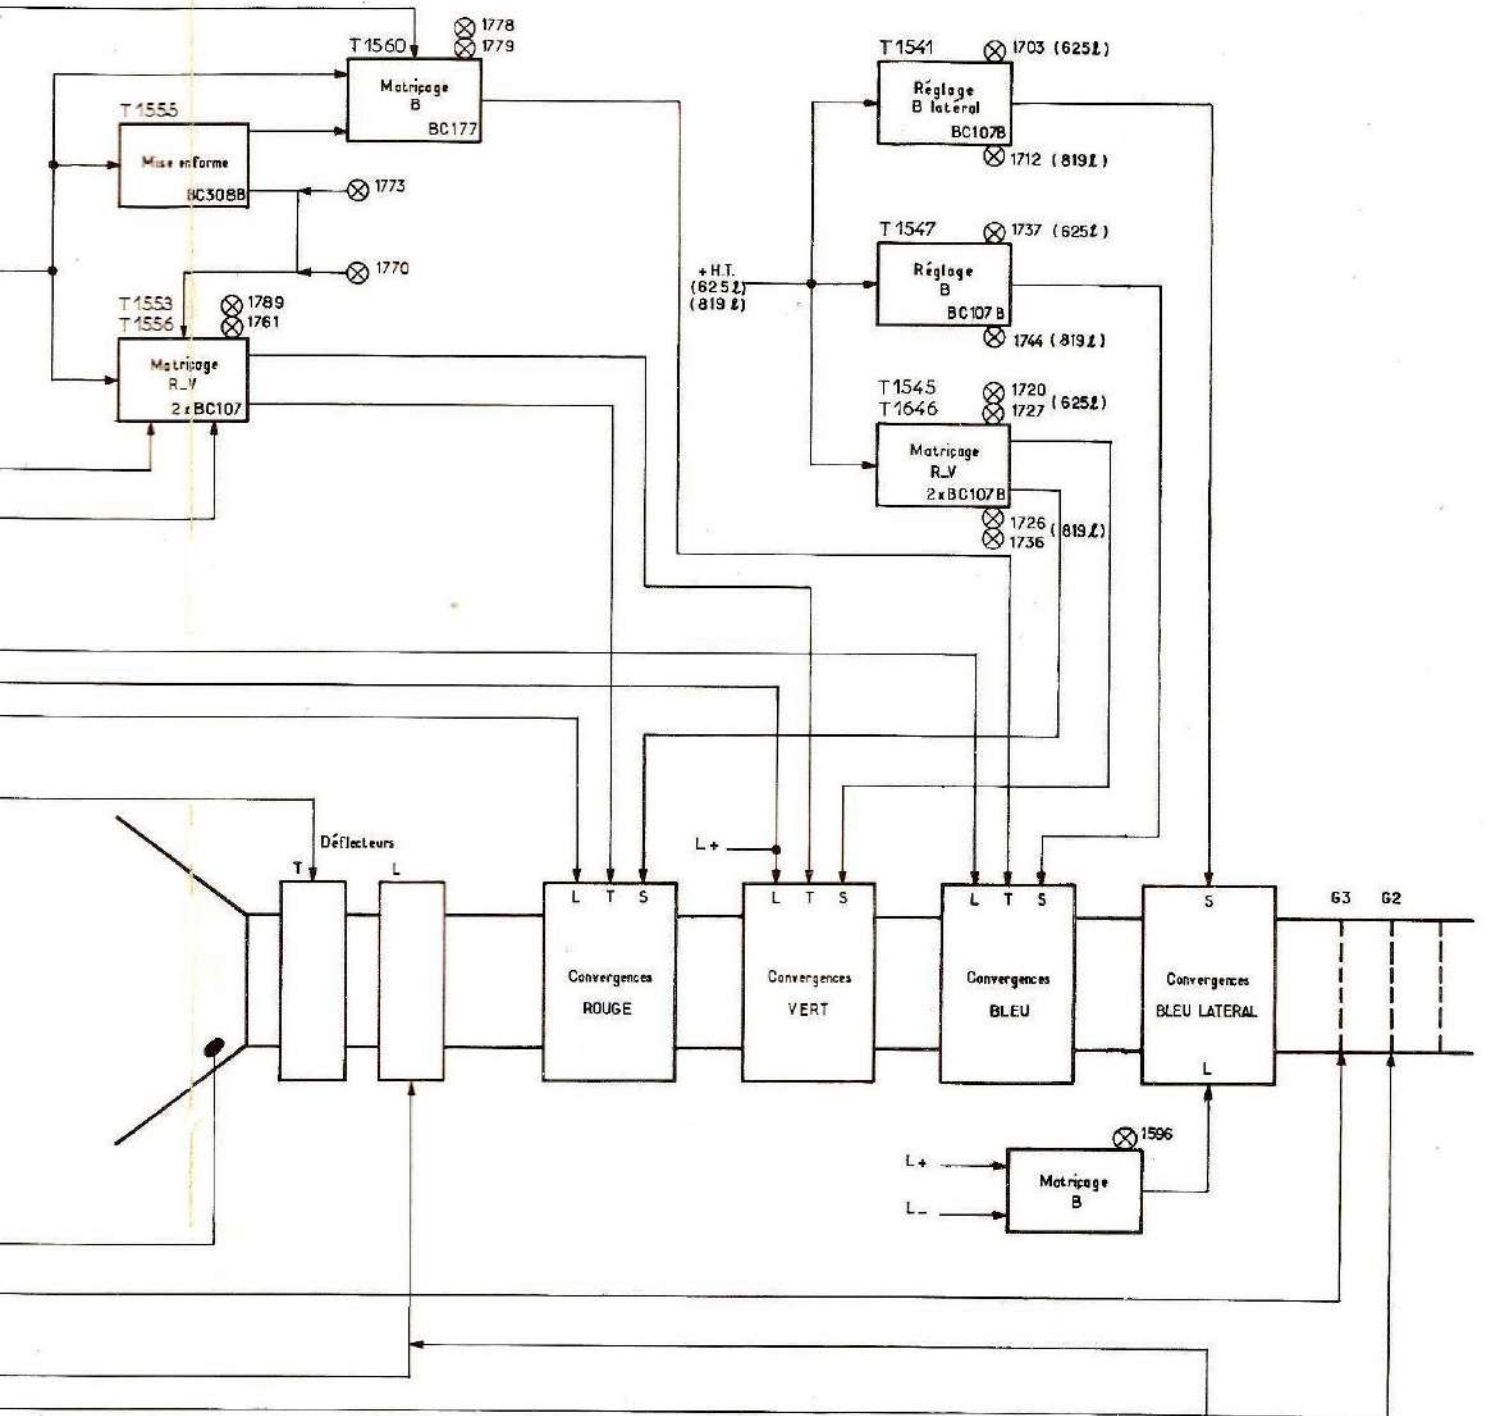 T1560
1778
1779
Matriçage
B
BC177
T1555
Mise en forme
BC308B
1773
1770
T1553
T1556
1789
1761
Matriçage
R_V
2xBC107
T1541
1703 (625ℓ)
Réglage
B latéral
BC107B
1712 (819ℓ)
T1547
1737 (625ℓ)
Réglage
B
BC107B
1744 (819ℓ)
+H.T.
(625ℓ)
(819ℓ)
T1545
T1646
1720
1727 (625ℓ)
Matriçage
R_V
2xBC107B
1726
1736 (819ℓ)
Déflecteurs
T
L
L+
L T S
Convergences
ROUGE
L T S
Convergences
VERT
L T S
Convergences
BLEU
S
Convergences
BLEU LATERAL
L
G3 G2
1596
L+
L_
Matriçage
B